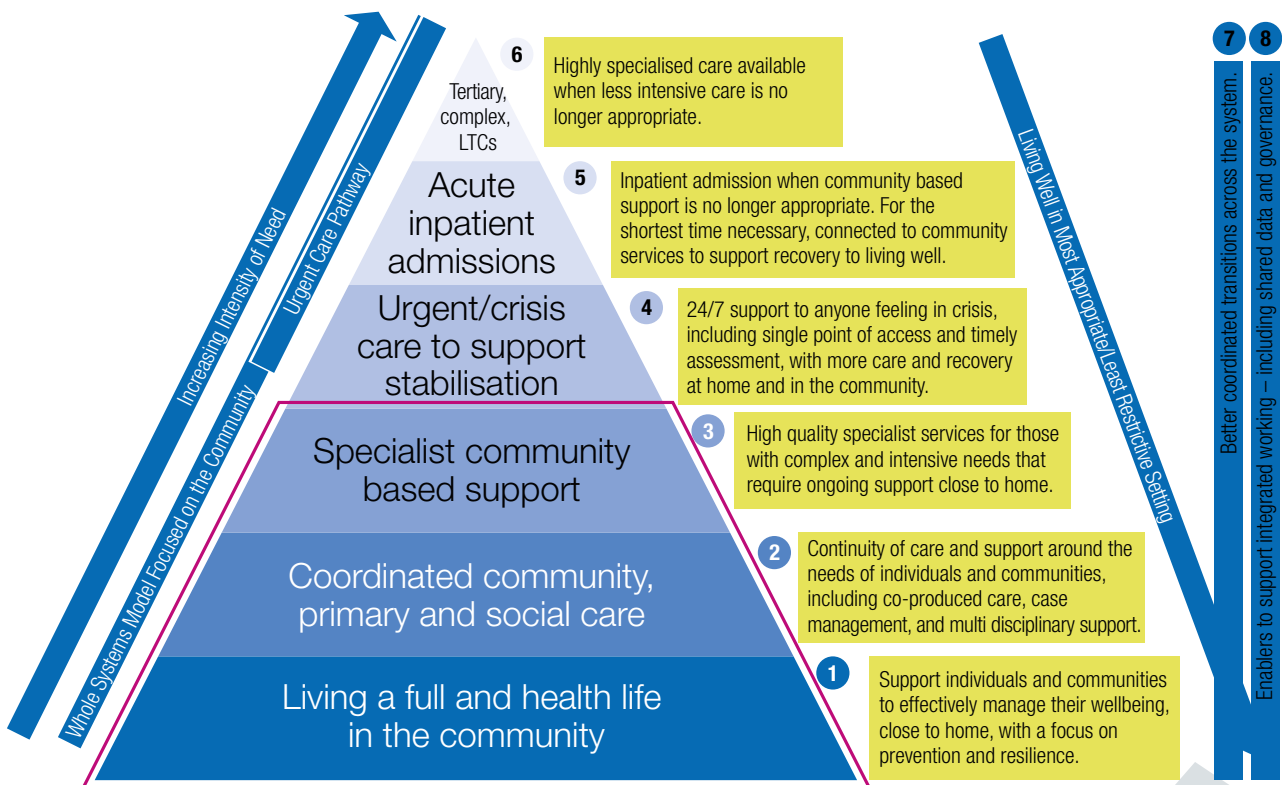 6
Tertiary,
complex,
LTCs
Highly specialised care available
when less intensive care is no
longer appropriate.
5
Acute
inpatient
admissions
Inpatient admission when community based
support is no longer appropriate. For the
shortest time necessary, connected to community
services to support recovery to living well.
4
Urgent/crisis
care to support
stabilisation
24/7 support to anyone feeling in crisis,
including single point of access and timely
assessment, with more care and recovery
at home and in the community.
3
Specialist community
based support
High quality specialist services for those
with complex and intensive needs that
require ongoing support close to home.
2
Coordinated community,
primary and social care
Continuity of care and support around the
needs of individuals and communities,
including co-produced care, case
management, and multi disciplinary support.
1
Living a full and health life
in the community
Support individuals and communities
to effectively manage their wellbeing,
close to home, with a focus on
prevention and resilience.
Increasing Intensity of Need
Urgent Care Pathway
Whole Systems Model Focused on the Community
Living Well in Most Appropriate/Least Restrictive Setting
7
Better coordinated transitions across the system.
8
Enablers to support integrated working – including shared data and governance.